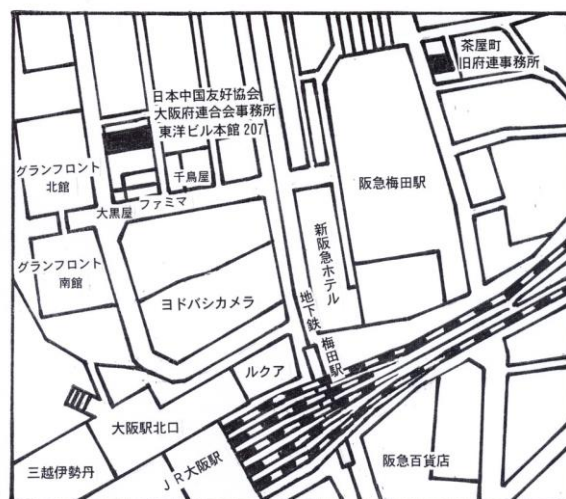 茶屋町
旧府連事務所
日本中国友好協会
大阪府連合会事務所
東洋ビル本館 207
千鳥屋
グランフロント
北館
ファミマ
大黒屋
阪急梅田駅
新阪急ホテル
グランフロント
南館
ヨドバシカメラ
地下鉄 梅田駅
ルクア
大阪駅北口
三越伊勢丹
JR大阪駅
阪急百貨店